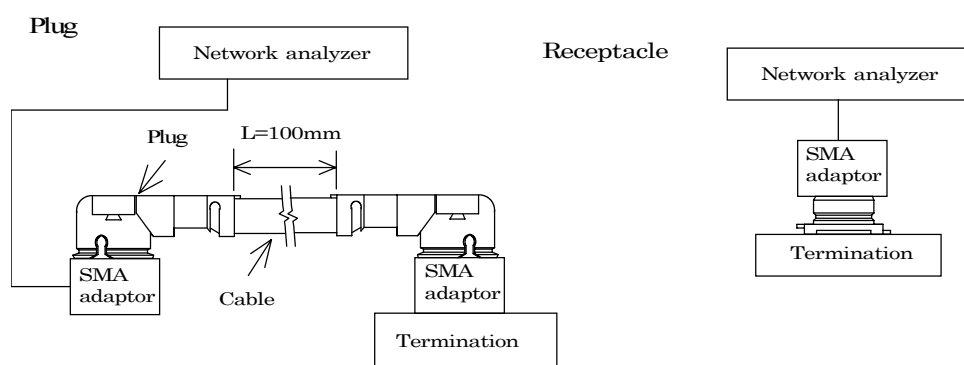 Plug
Network analyzer
L=100mm
Plug
SMA
adaptor
Cable
SMA
adaptor
Termination
Receptacle
Network analyzer
SMA
adaptor
Termination